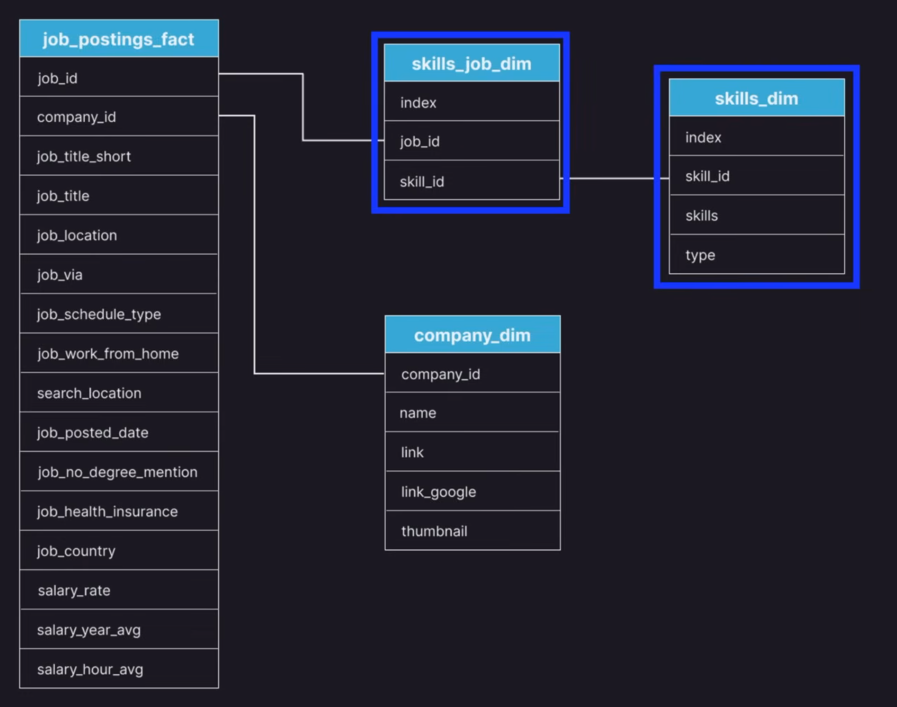 job_postings_fact
job_id
company_id
job_title_short
job_title
job_location
job_via
job_schedule_type
job_work_from_home
search_location
job_posted_date
job_no_degree_mention
job_health_insurance
job_country
salary_rate
salary_year_avg
salary_hour_avg
skills_job_dim
index
job_id
skill_id
skills_dim
index
skill_id
skills
type
company_dim
company_id
name
link
link_google
thumbnail